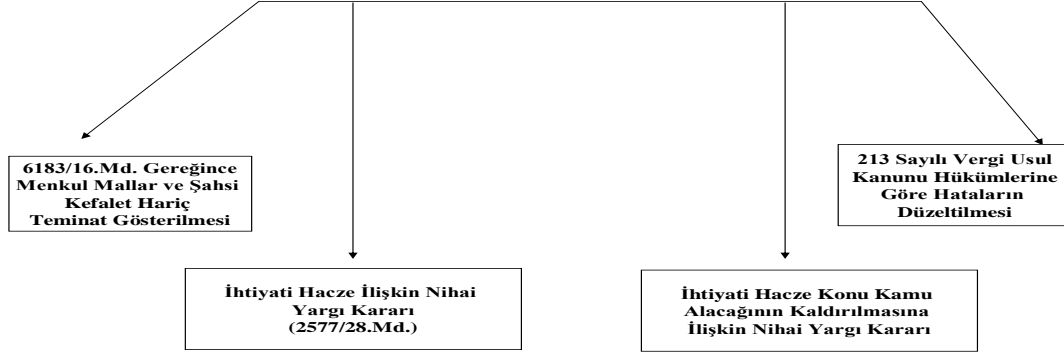 6183/16.Md. Gereğince
Menkul Mallar ve Şahsi
Kefalet Hariç
Teminat Gösterilmesi
213 Sayılı Vergi Usul
Kanunu Hükümlerine
Göre Hataların
Düzeltilmesi
İhtiyati Hacze İlişkin Nihai
Yargı Kararı
(2577/28.Md.)
İhtiyati Hacze Konu Kamu
Alacağının Kaldırılmasına
İlişkin Nihai Yargı Kararı